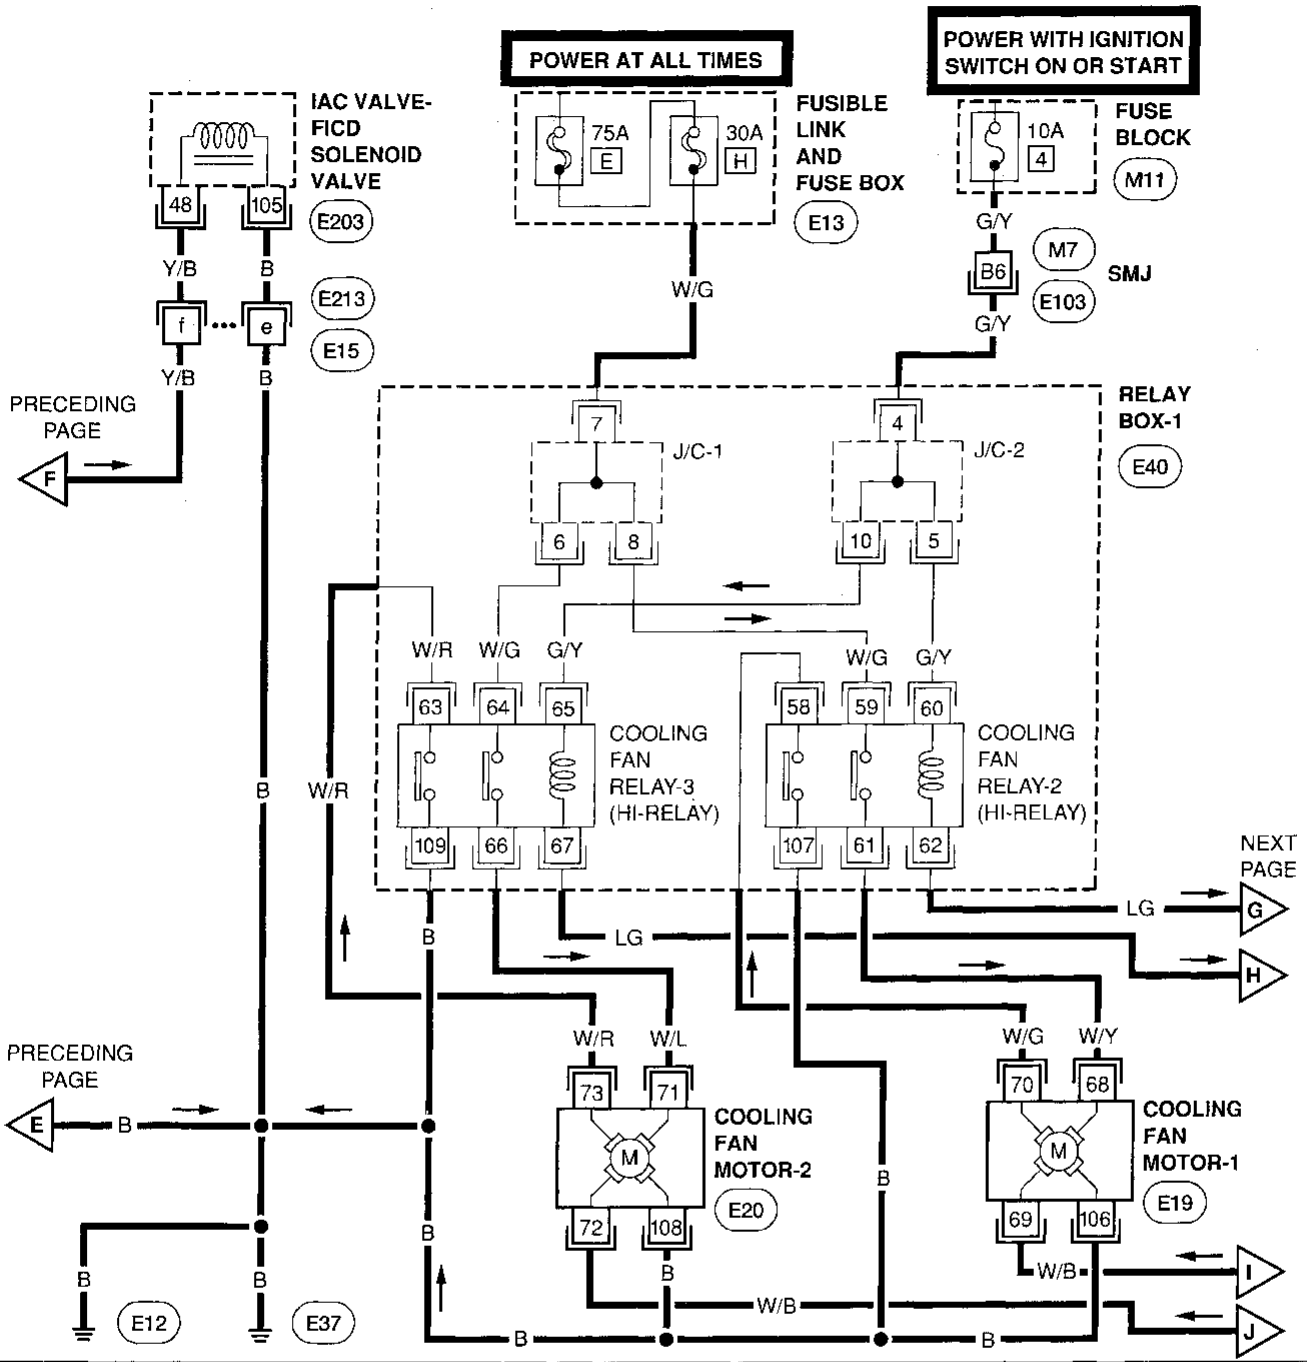 POWER AT ALL TIMES
POWER WITH IGNITION
SWITCH ON OR START
IAC VALVE-
FICD
SOLENOID
VALVE
48
105
E203
Y/B
B
E213
f
e
E15
Y/B
B
PRECEDING
PAGE
F
75A
E
30A
H
FUSIBLE
LINK
AND
FUSE BOX
E13
W/G
10A
4
FUSE
BLOCK
M11
G/Y
B6
M7
E103
SMJ
G/Y
RELAY
BOX-1
E40
7
J/C-1
6
8
4
J/C-2
10
5
W/R
W/G
G/Y
W/G
G/Y
63
64
65
58
59
60
COOLING
FAN
RELAY-3
(HI-RELAY)
COOLING
FAN
RELAY-2
(HI-RELAY)
B
W/R
109
66
67
107
61
62
NEXT
PAGE
LG
G
B
LG
H
W/R
W/L
W/G
W/Y
PRECEDING
PAGE
E
B
73
71
70
68
M
M
COOLING
FAN
MOTOR-2
E20
COOLING
FAN
MOTOR-1
E19
72
108
69
106
B
B
B
W/B
I
B
B
W/B
J
E12
E37
B
B